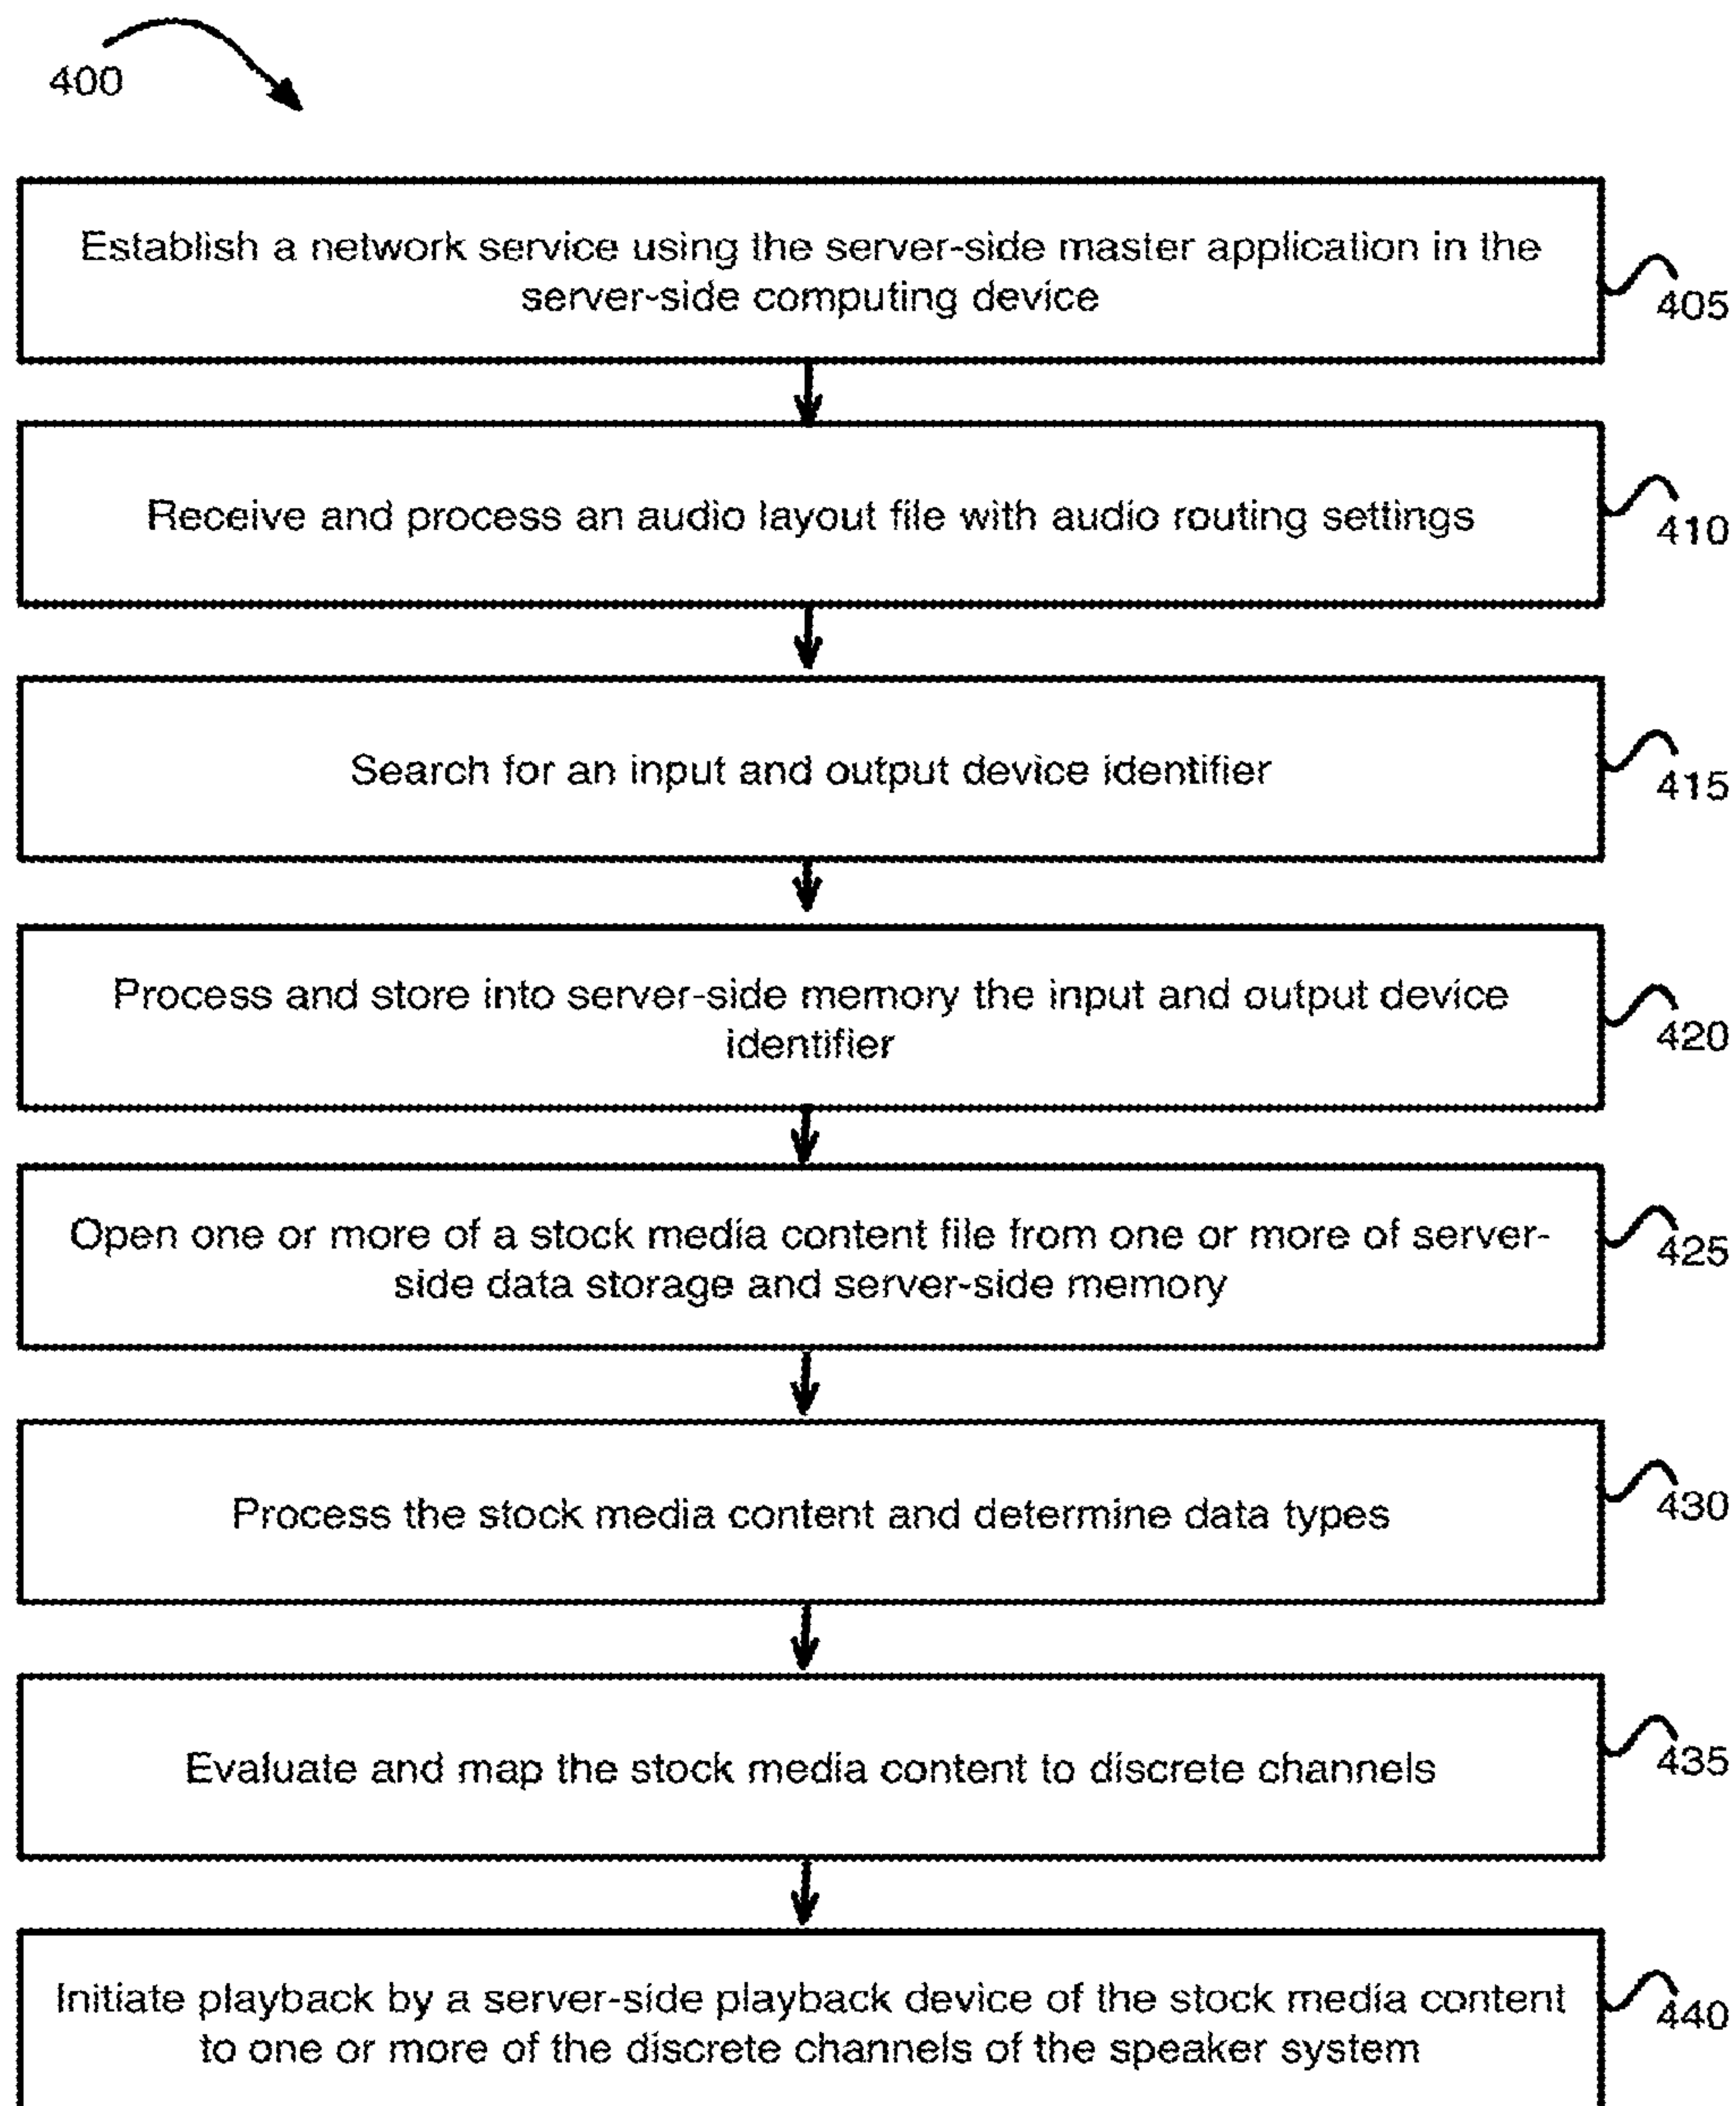 400
Establish a network service using the server-side master application in the
server-side computing device
405
Receive and process an audio layout file with audio routing settings
410
Search for an input and output device identifier
415
Process and store into server-side memory the input and output device
identifier
420
Open one or more of a stock media content file from one or more of server-
side data storage and server-side memory
425
Process the stock media content and determine data types
430
Evaluate and map the stock media content to discrete channels
435
Initiate playback by a server-side playback device of the stock media content
to one or more of the discrete channels of the speaker system
440